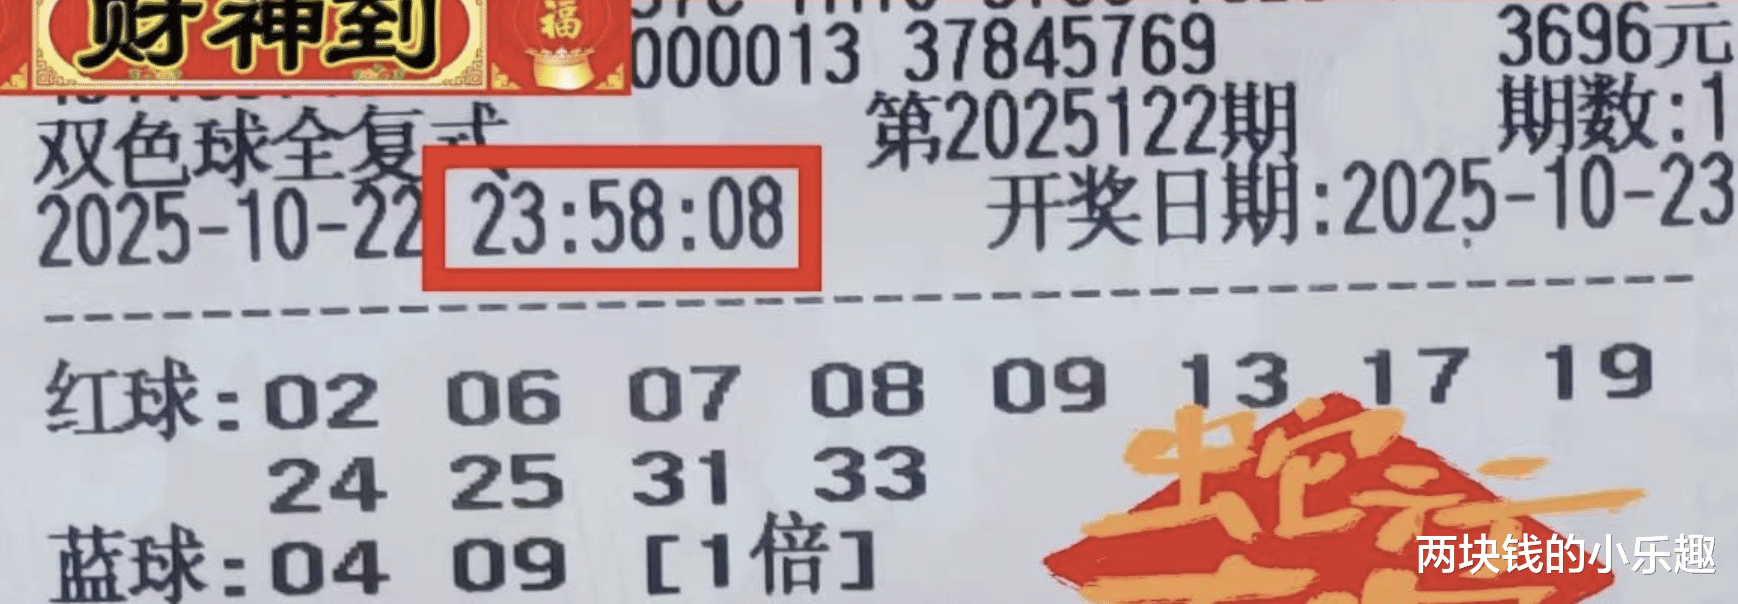 财神到
福
000013 37845769 3696元
双色球全复式 第2025122期 期数:1
2025-10-22 23:58:08 开奖日期:2025-10-23
红球:02 06 07 08 09 13 17 19
24 25 31 33
蓝球:04 09 [1倍]
蛇行
两块钱的小乐趣